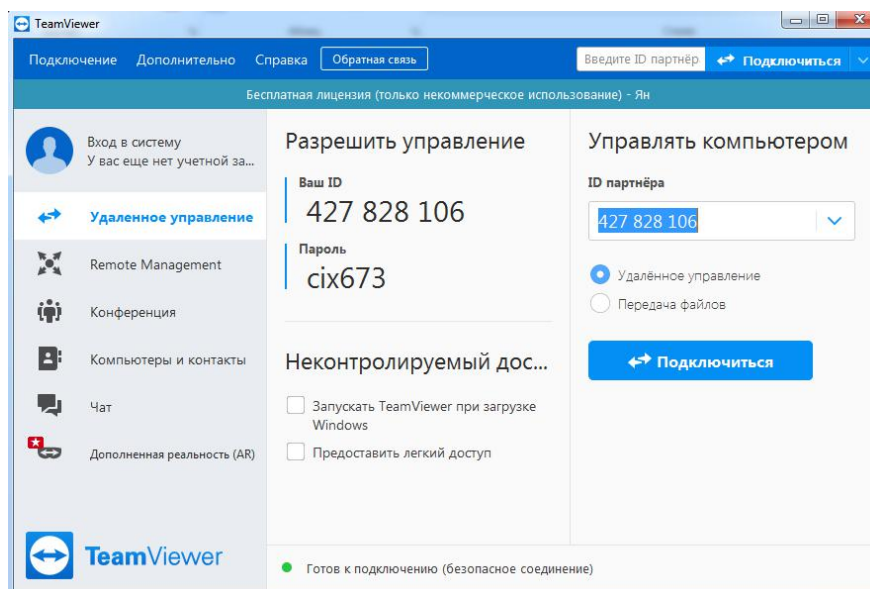 TeamViewer
Подключение Дополнительно Справка Обратная связь
Введите ID партнёр
Подключиться
Бесплатная лицензия (только некоммерческое использование) - Ян
Вход в систему
У вас еще нет учетной за...
Удаленное управление
Remote Management
Конференция
Компьютеры и контакты
Чат
Дополненная реальность (AR)
TeamViewer
Разрешить управление
Ваш ID
427 828 106
Пароль
cix673
Неконтролируемый дос...
Запускать TeamViewer при загрузке
Windows
Предоставить легкий доступ
Управлять компьютером
ID партнёра
427 828 106
Удалённое управление
Передача файлов
Подключиться
Готов к подключению (безопасное соединение)